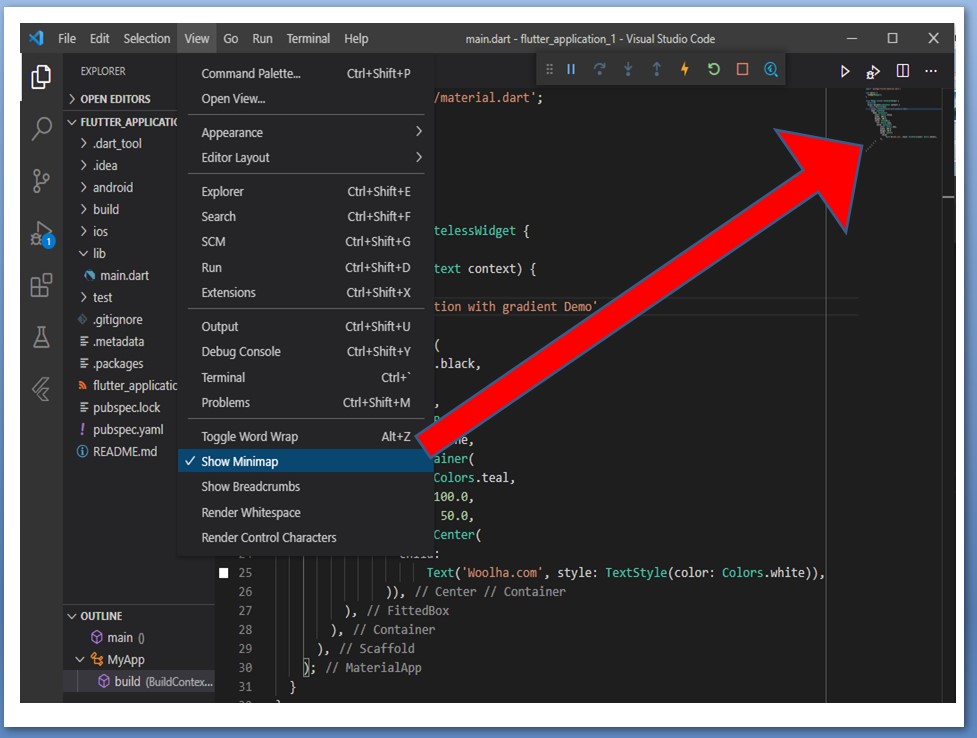 File Edit Selection View Go Run Terminal Help
main.dart - flutter_application_1 - Visual Studio Code
EXPLORER
OPEN EDITORS
FLUTTER_APPLICATIC
.dart_tool
.idea
android
build
ios
lib
main.dart
test
.gitignore
.metadata
.packages
flutter_applicatic
pubspec.lock
pubspec.yaml
README.md
1
OUTLINE
main ()
MyApp
build (BuildContex...
Command Palette... Ctrl+Shift+P
Open View...
Appearance
Editor Layout
Explorer Ctrl+Shift+E
Search Ctrl+Shift+F
SCM Ctrl+Shift+G
Run Ctrl+Shift+D
Extensions Ctrl+Shift+X
Output Ctrl+Shift+U
Debug Console Ctrl+Shift+Y
Terminal Ctrl+`
Problems Ctrl+Shift+M
Toggle Word Wrap Alt+Z
Show Minimap
Show Breadcrumbs
Render Whitespace
Render Control Characters
/material.dart';
telessWidget {
text context) {
tion with gradient Demo'
(
.black,
,
ainer(
Colors.teal,
100.0,
50.0,
Center(
25 Text('Woolha.com', style: TextStyle(color: Colors.white)),
26 )), // Center // Container
27 ), // FittedBox
28 ), // Container
29 ), // Scaffold
30 ); // MaterialApp
31 }